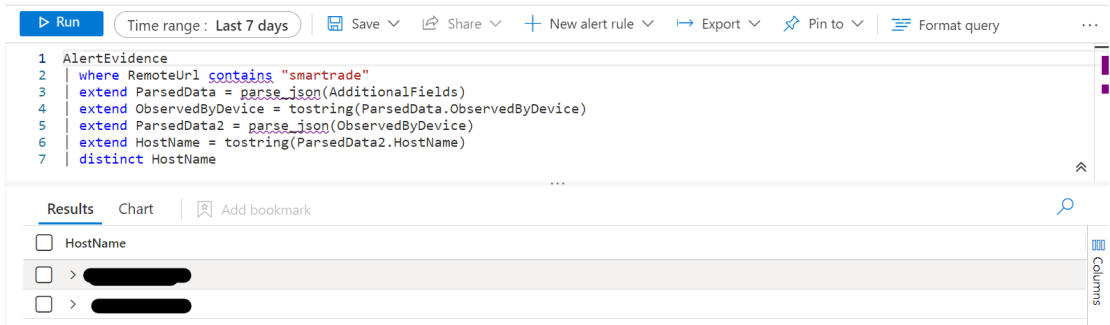 Run
Time range : Last 7 days
Save
Share
New alert rule
Export
Pin to
Format query
...
1 AlertEvidence
2 | where RemoteUrl contains "smartrade"
3 | extend ParsedData = parse_json(AdditionalFields)
4 | extend ObservedByDevice = tostring(ParsedData.ObservedByDevice)
5 | extend ParsedData2 = parse_json(ObservedByDevice)
6 | extend HostName = tostring(ParsedData2.HostName)
7 | distinct HostName
...
Results
Chart
Add bookmark
HostName
Columns